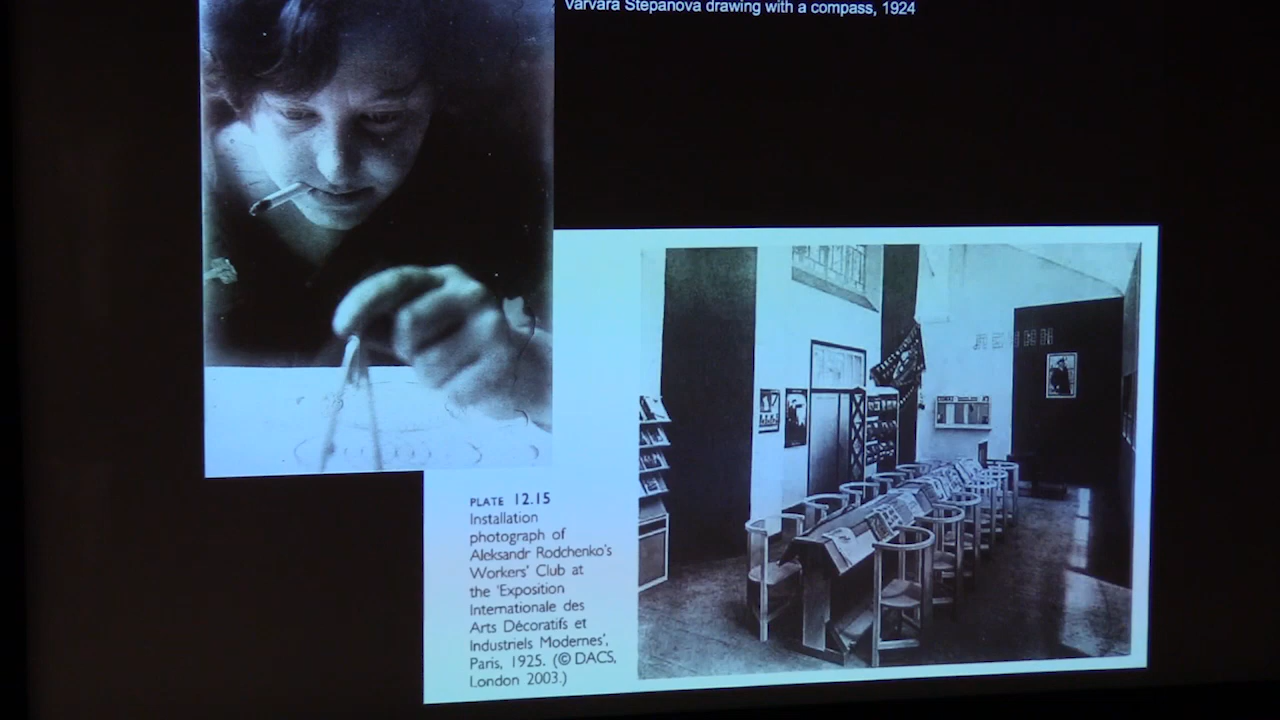 Varvara Stepanova drawing with a compass, 1924
ЛЕНИН
PLATE 12.15
Installation
photograph of
Aleksandr Rodchenko's
Workers' Club at
the 'Exposition
Internationale des
Arts Décoratifs et
Industriels Modernes',
Paris, 1925. (© DACS,
London 2003.)